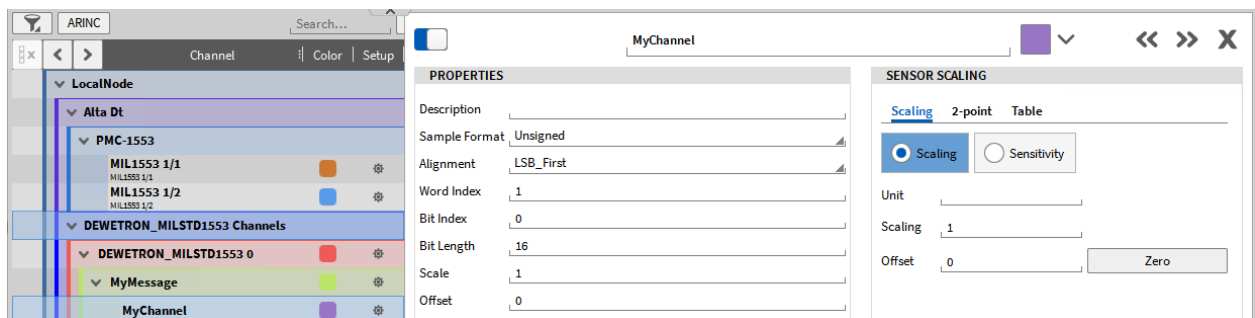 ARINC
Search...
Channel Color Setup
LocalNode
Alta Dt
PMC-1553
MIL1553 1/1
MIL1553 1/1
MIL1553 1/2
MIL1553 1/2
DEWETRON_MILSTD1553 Channels
DEWETRON_MILSTD1553 0
MyMessage
MyChannel
MyChannel
X
PROPERTIES
Description
Sample Format Unsigned
Alignment LSB_First
Word Index 1
Bit Index 0
Bit Length 16
Scale 1
Offset 0
SENSOR SCALING
Scaling 2-point Table
Scaling Sensitivity
Unit
Scaling 1
Offset 0 Zero